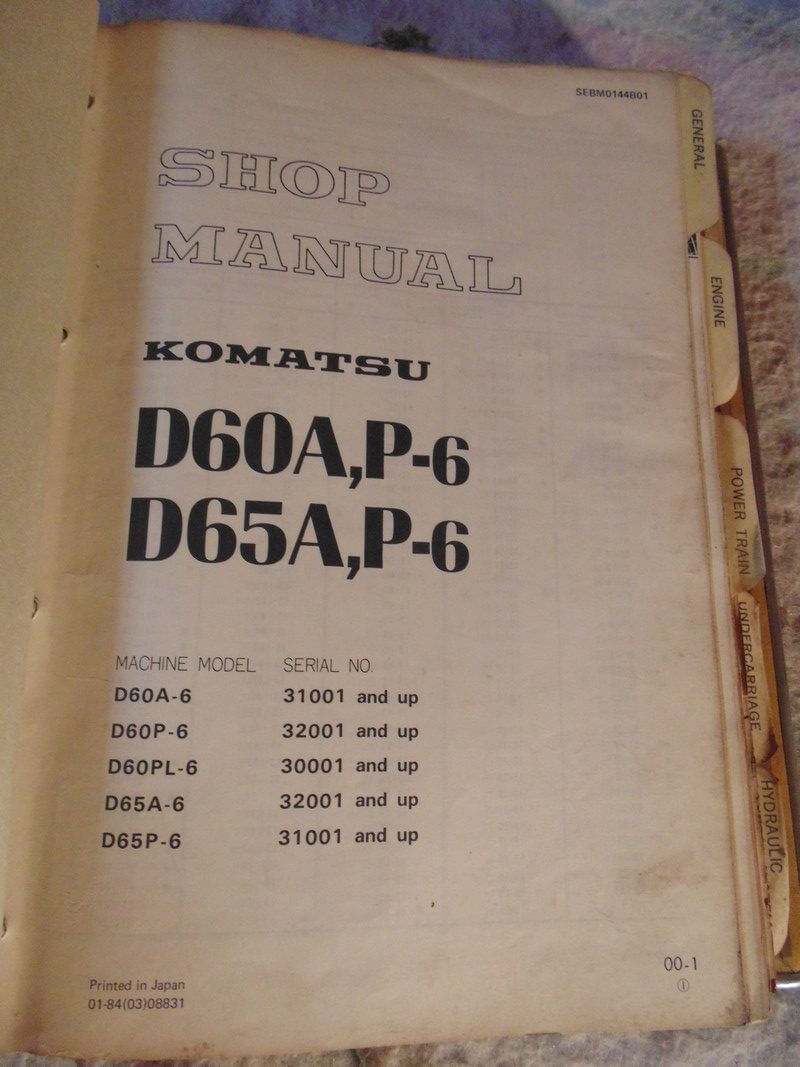 SEBM0144B01
SHOP
MANUAL
KOMATSU
D60A,P-6
D65A,P-6
MACHINE MODEL SERIAL NO.
D60A-6 31001 and up
D60P-6 32001 and up
D60PL-6 30001 and up
D65A-6 32001 and up
D65P-6 31001 and up
Printed in Japan
01-84(03)08831
00-1
①
GENERAL
ENGINE
POWER TRAIN
UNDERCARRIAGE
HYDRAULIC